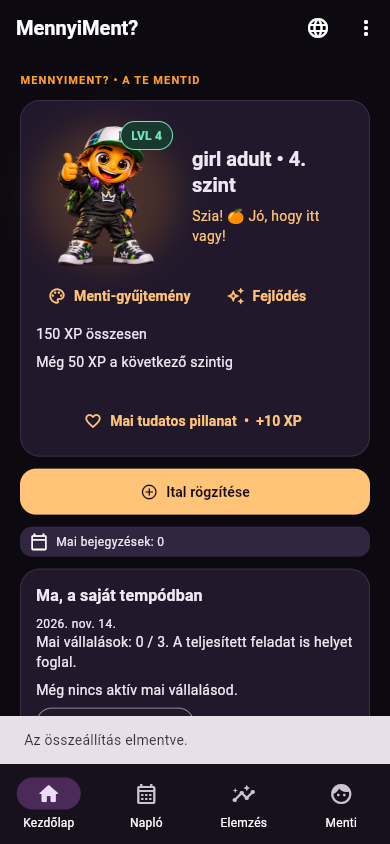 MennyiMent?
MENNYIMENT? • A TE MENTID
LVL 4
girl adult • 4.
szint
Szia! 🍊 Jó, hogy itt
vagy!
Menti-gyűjtemény
Fejlődés
150 XP összesen
Még 50 XP a következő szintig
Mai tudatos pillanat • +10 XP
Ital rögzítése
Mai bejegyzések: 0
Ma, a saját tempódban
2026. nov. 14.
Mai vállalások: 0 / 3. A teljesített feladat is helyet
foglal.
Még nincs aktív mai vállalásod.
Az összeállítás elmentve.
Kezdőlap
Napló
Elemzés
Menti